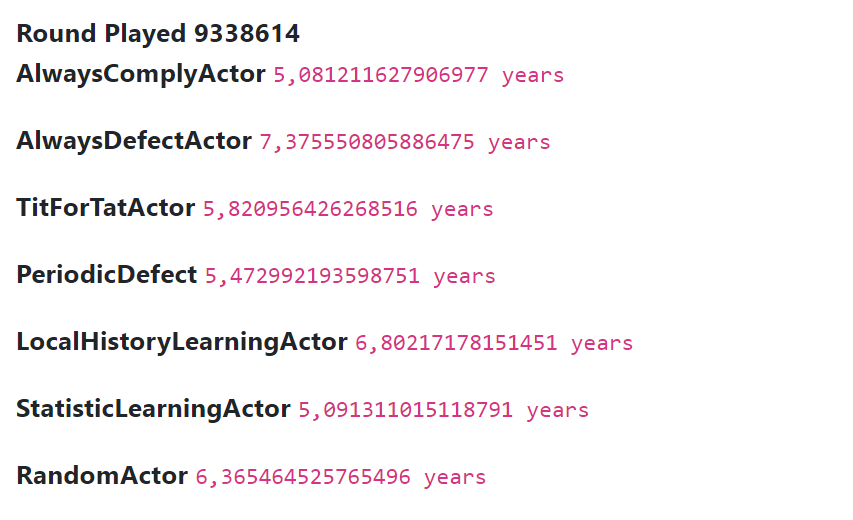 Round Played 9338614
AlwaysComplyActor 5,081211627906977 years
AlwaysDefectActor 7,375550805886475 years
TitForTatActor 5,820956426268516 years
PeriodicDefect 5,472992193598751 years
LocalHistoryLearningActor 6,80217178151451 years
StatisticLearningActor 5,091311015118791 years
RandomActor 6,365464525765496 years